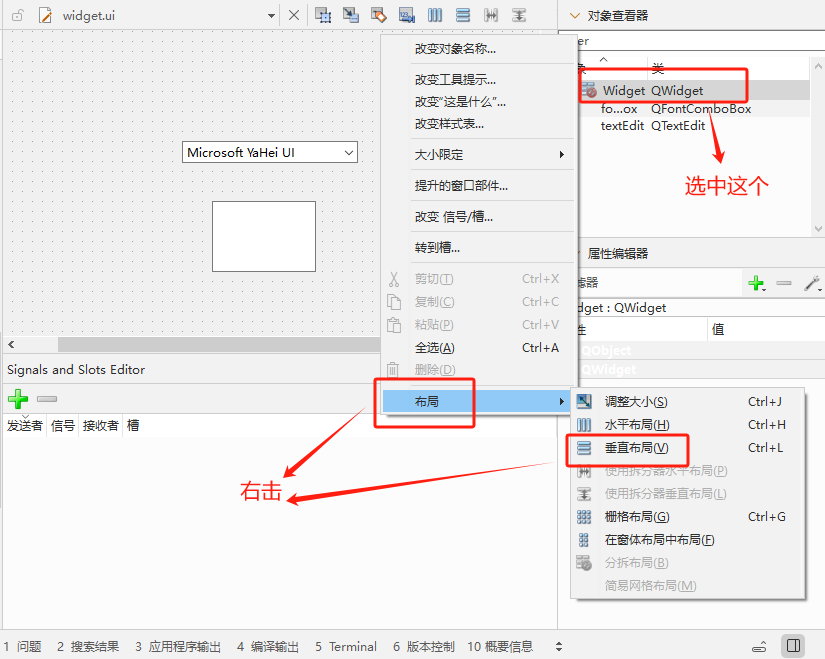 widget.ui
对象查看器
改变对象名称...
改变工具提示...
改变“这是什么”...
改变样式表...
大小限定
提升的窗口部件...
改变 信号/槽...
转到槽...
剪切(T) Ctrl+X
复制(C) Ctrl+C
粘贴(P) Ctrl+V
全选(A) Ctrl+A
删除(D)
布局
类
Widget QWidget
fo...ox QFontComboBox
textEdit QTextEdit
选中这个
Microsoft YaHei UI
属性编辑器
dget : QWidget
值
QObject
QWidget
Signals and Slots Editor
发送者 信号 接收者 槽
右击
调整大小(S) Ctrl+J
水平布局(H) Ctrl+H
垂直布局(V) Ctrl+L
使用拆分器水平布局(P)
使用拆分器垂直布局(L)
栅格布局(G) Ctrl+G
在窗体布局中布局(F)
分拆布局(B)
简易网格布局(M)
1 问题 2 搜索结果 3 应用程序输出 4 编译输出 5 Terminal 6 版本控制 10 概要信息